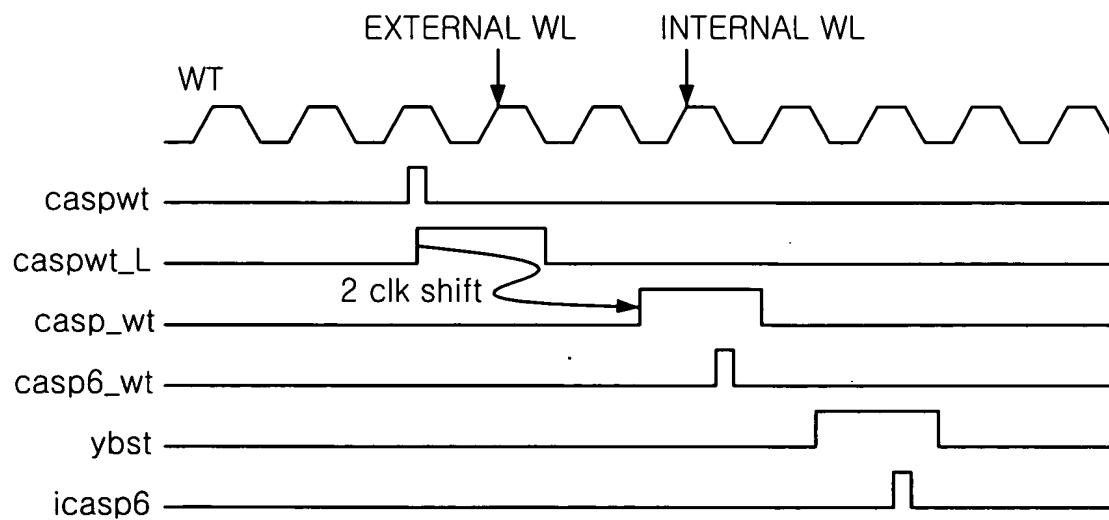 EXTERNAL WL INTERNAL WL
WT
caspwt
caspwt_L
2 clk shift
casp_wt
casp6_wt
ybst
icasp6